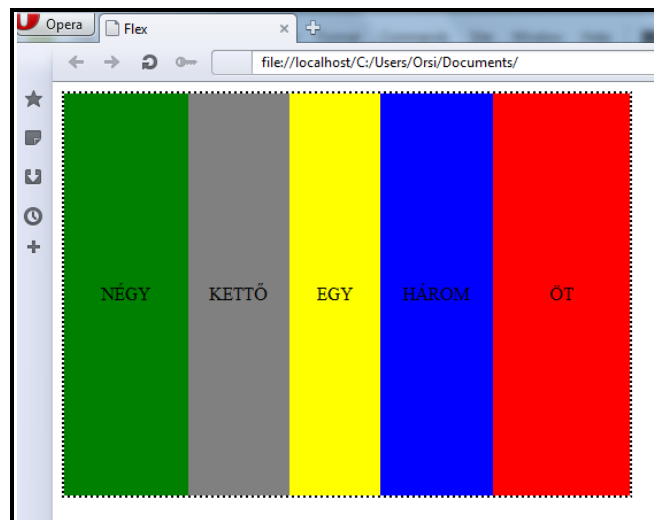 Opera
Flex
file://localhost/C:/Users/Orsi/Documents/
NÉGY KETTŐ EGY HÁROM ÖT